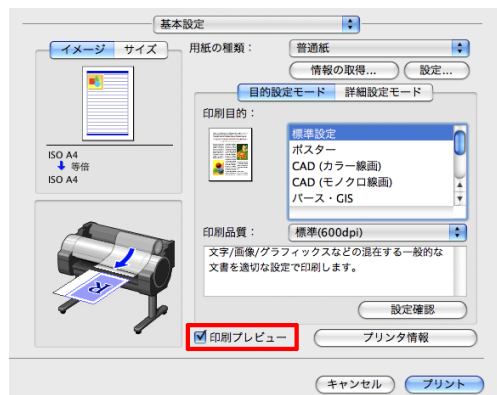 基本設定
イメージ サイズ
用紙の種類： 普通紙
情報の取得... 設定...
目的設定モード 詳細設定モード
印刷目的：
標準設定
ポスター
CAD (カラー線画)
CAD (モノクロ線画)
パース・GIS
ISO A4
等倍
ISO A4
印刷品質： 標準(600dpi)
文字/画像/グラフィックスなどの混在する一般的な
文書を適切な設定で印刷します。
設定確認
印刷プレビュー プリンタ情報
キャンセル プリント